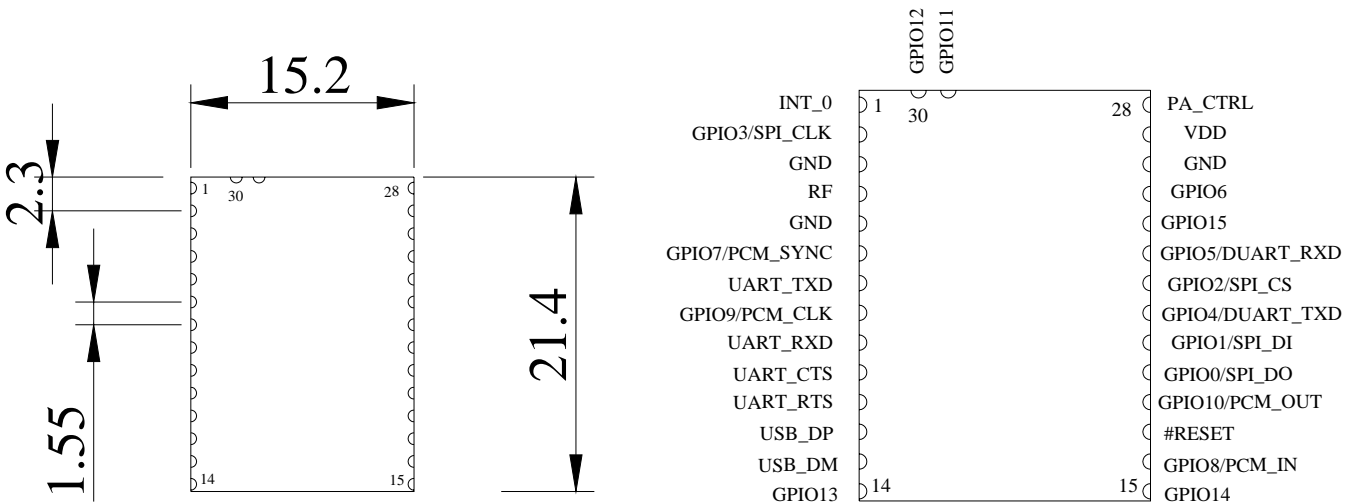 15.2
2.3
1.55
21.4
1
30
28
14
15
GPIO12
GPIO11
INT_0
GPIO3/SPI_CLK
GND
RF
GND
GPIO7/PCM_SYNC
UART_TXD
GPIO9/PCM_CLK
UART_RXD
UART_CTS
UART_RTS
USB_DP
USB_DM
GPIO13
1
30
28
14
15
PA_CTRL
VDD
GND
GPIO6
GPIO15
GPIO5/DUART_RXD
GPIO2/SPI_CS
GPIO4/DUART_TXD
GPIO1/SPI_DI
GPIO0/SPI_DO
GPIO10/PCM_OUT
#RESET
GPIO8/PCM_IN
GPIO14